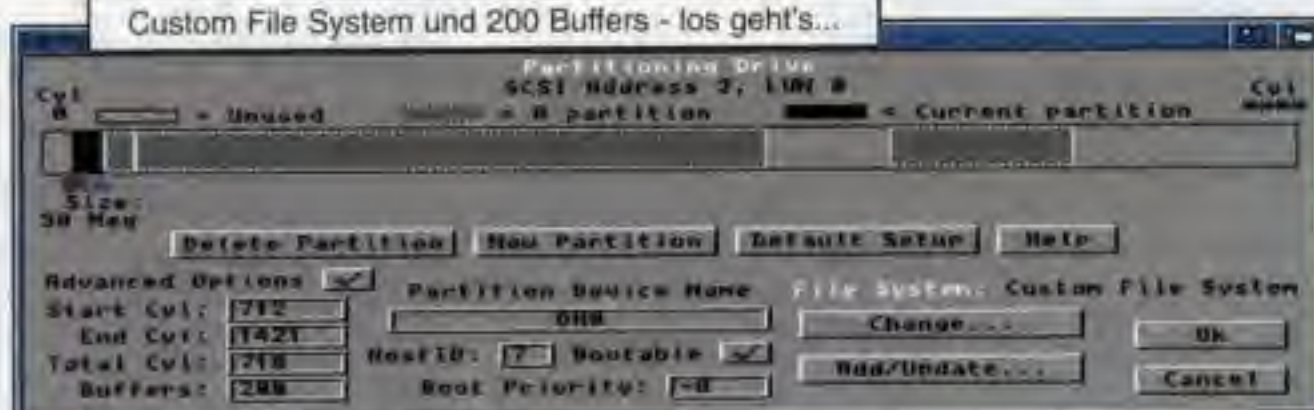 Custom File System und 200 Buffers - los geht's...
Partitioning Drive
SCSI Address 2, LUN 0
Cyl
0
= Unused
= A partition
= Current partition
Cyl
Size:
50 Meg
Delete Partition
New Partition
Default Setup
Help
Advanced Options
Partition Device Name
File System: Custom File System
Start Cyl: 712
DH0
Change...
End Cyl: 1421
Ok
Total Cyl: 710
HostID: 7
Bootable
Add/Update...
Buffers: 200
Boot Priority:
Cancel